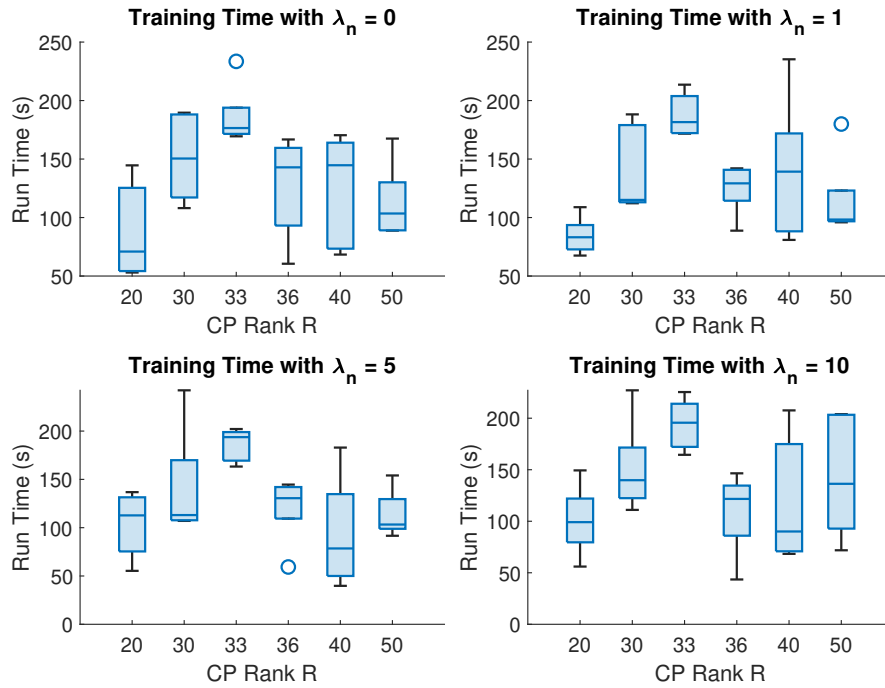 Training Time with λn = 0
250
200
150
100
50
Run Time (s)
20 30 33 36 40 50
CP Rank R
Training Time with λn = 1
250
200
150
100
50
Run Time (s)
20 30 33 36 40 50
CP Rank R
Training Time with λn = 5
200
150
100
50
0
Run Time (s)
20 30 33 36 40 50
CP Rank R
Training Time with λn = 10
200
150
100
50
0
Run Time (s)
20 30 33 36 40 50
CP Rank R